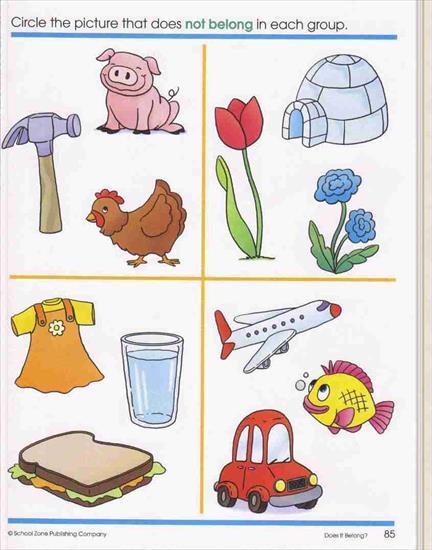 Circle the picture that does not belong in each group.
© School Zone Publishing Company
Does It Belong? 85